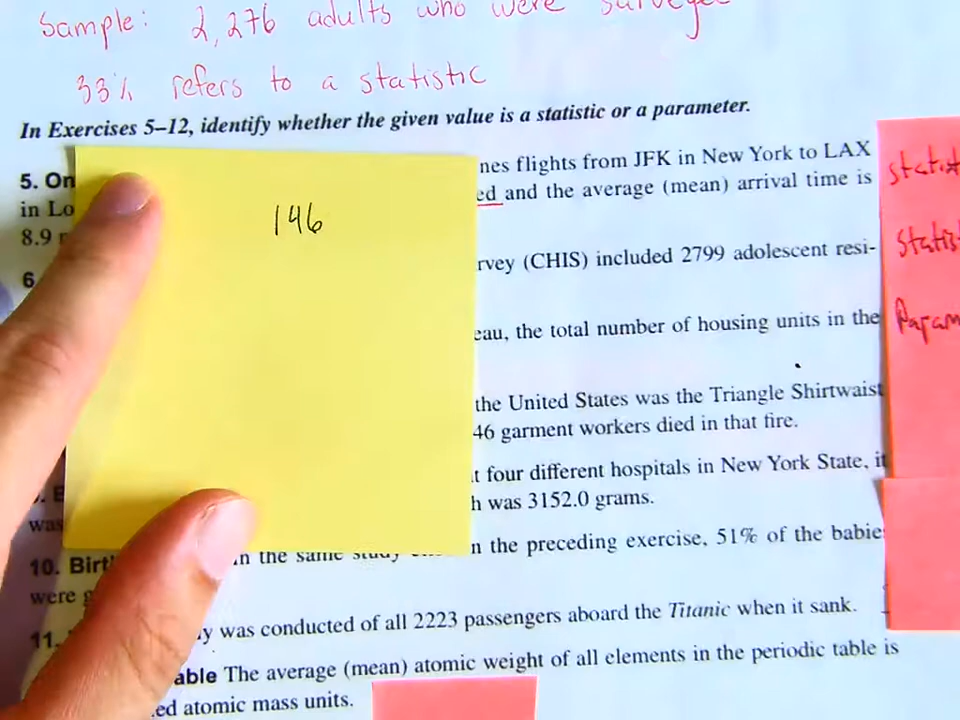 Sample: 2,276 adults who were surveyed
33% refers to a statistic
In Exercises 5–12, identify whether the given value is a statistic or a parameter.
5. On nes flights from JFK in New York to LAX
in Lo ed and the average (mean) arrival time is
8.9
146
6 rvey (CHIS) included 2799 adolescent resi-
eau, the total number of housing units in the
the United States was the Triangle Shirtwaist
46 garment workers died in that fire.
t four different hospitals in New York State, it
was h was 3152.0 grams.
10. Birt in the same study n the preceding exercise, 51% of the babie
were g
11. y was conducted of all 2223 passengers aboard the Titanic when it sank.
able The average (mean) atomic weight of all elements in the periodic table is
ed atomic mass units.
statist
statis
Param